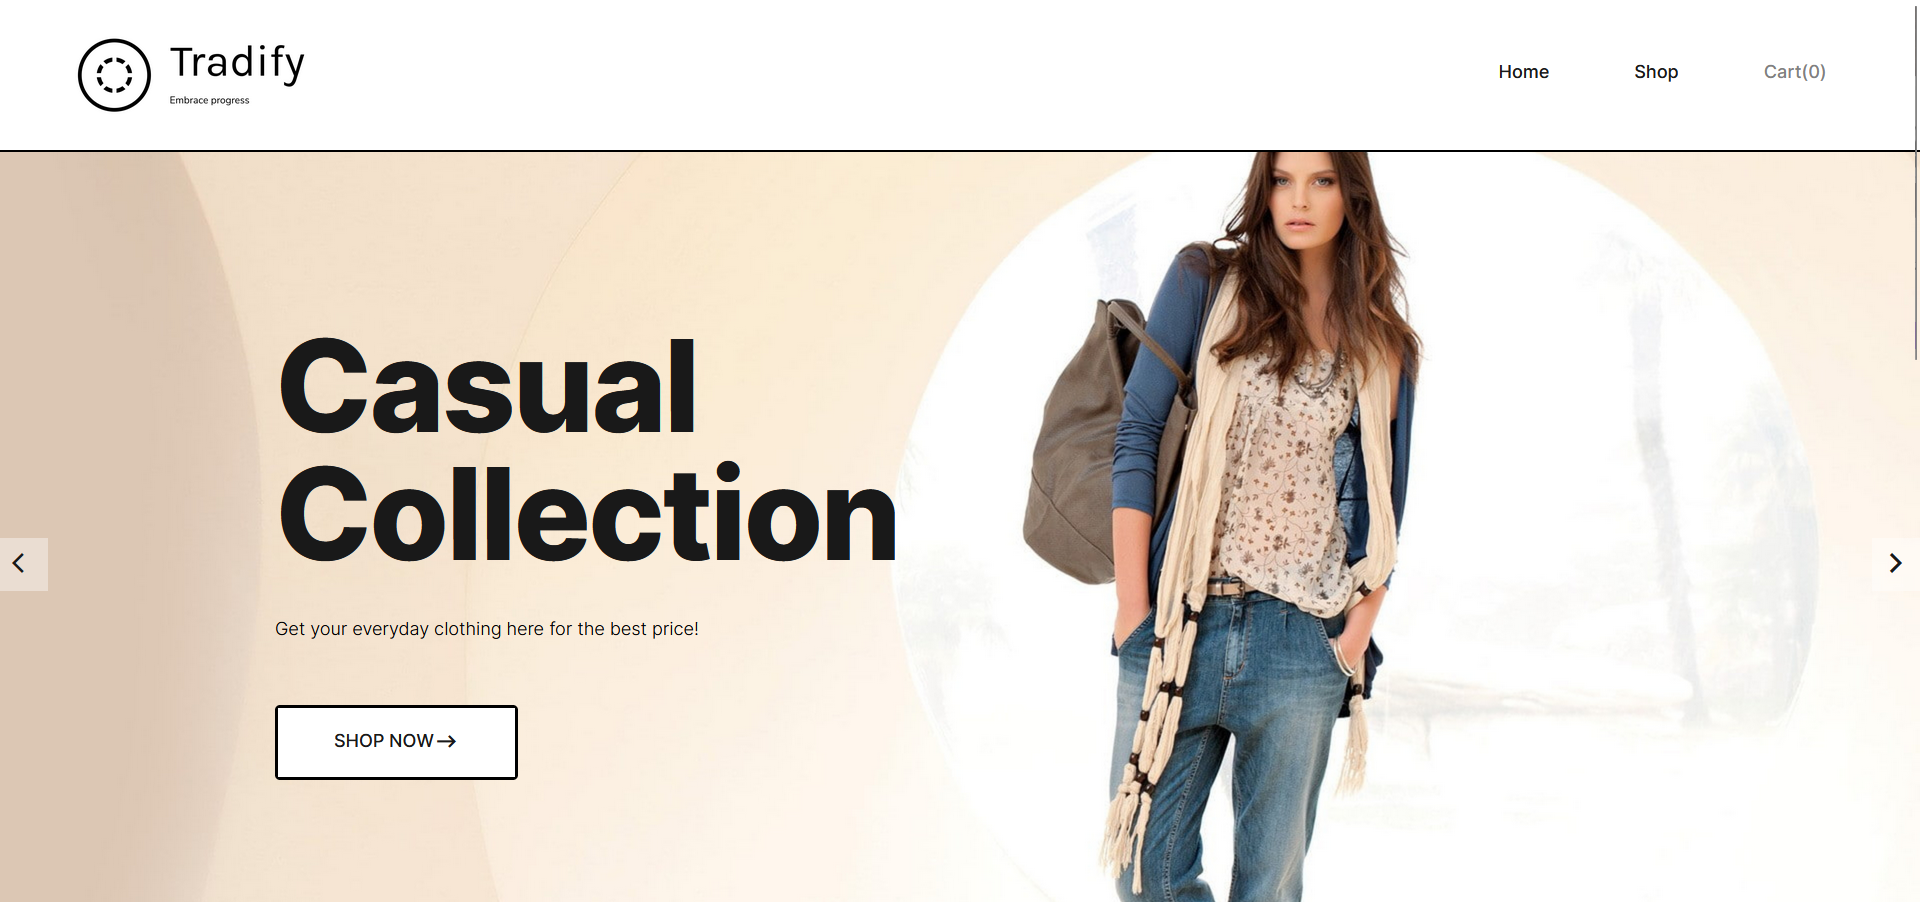 Tradify
Embrace progress
Home
Shop
Cart(0)
Casual
Collection
Get your everyday clothing here for the best price!
SHOP NOW→